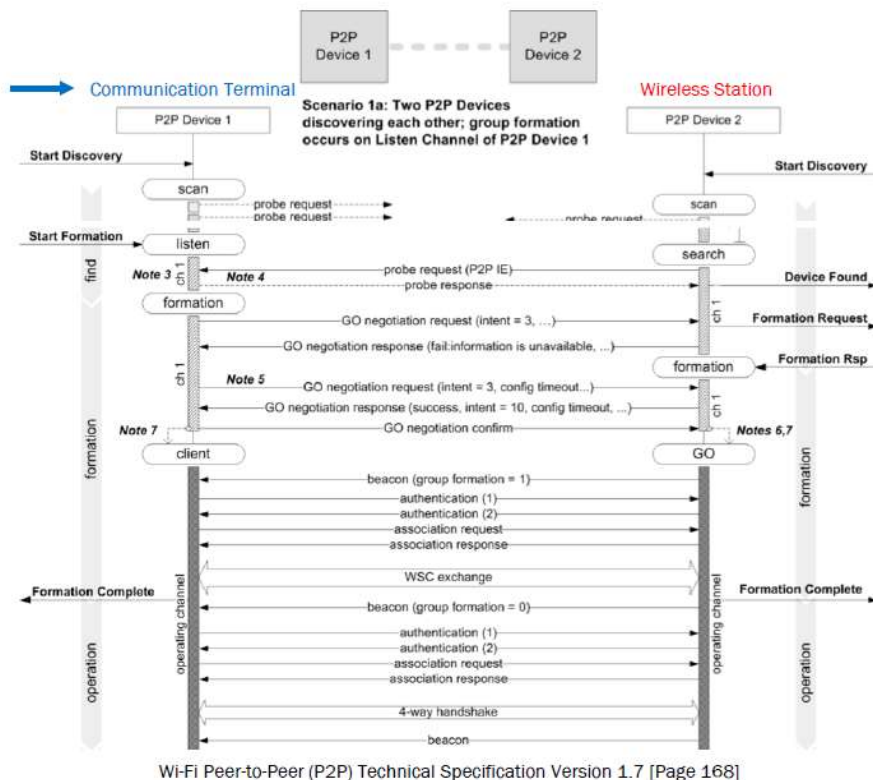 P2P
Device 1
P2P
Device 2
Communication Terminal
Wireless Station
P2P Device 1
Scenario 1a: Two P2P Devices
discovering each other; group formation
occurs on Listen Channel of P2P Device 1
P2P Device 2
Start Discovery
Start Discovery
scan
scan
probe request
probe request
probe request
Start Formation
listen
search
find
Note 3
ch 1
Note 4
probe request (P2P IE)
probe response
Device Found
formation
ch 1
GO negotiation request (intent = 3, ...)
Formation Request
GO negotiation response (fail:information is unavailable, ...)
formation
Formation Rsp
ch 1
Note 5
GO negotiation request (intent = 3, config timeout...)
GO negotiation response (success, intent = 10, config timeout, ...)
ch 1
Note 7
GO negotiation confirm
Notes 6,7
formation
client
GO
formation
beacon (group formation = 1)
authentication (1)
authentication (2)
association request
association response
WSC exchange
Formation Complete
Formation Complete
operating channel
operating channel
beacon (group formation = 0)
authentication (1)
authentication (2)
association request
association response
operation
operation
4-way handshake
beacon
Wi-Fi Peer-to-Peer (P2P) Technical Specification Version 1.7 [Page 168]